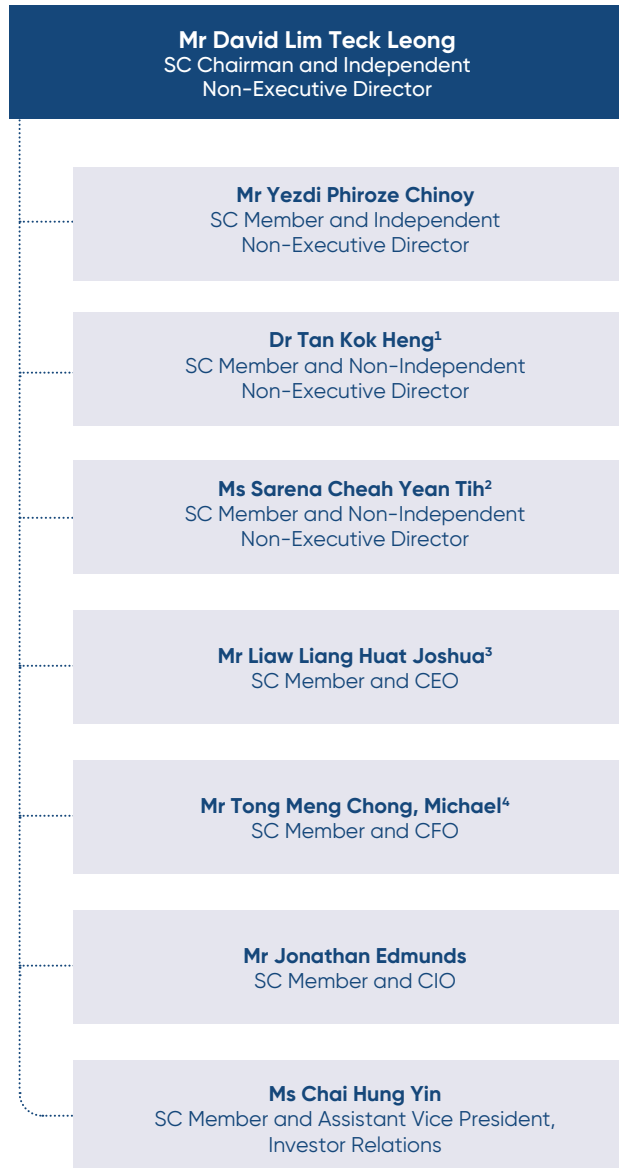 Mr David Lim Teck Leong
SC Chairman and Independent
Non-Executive Director
Mr Yezdi Phiroze Chinoy
SC Member and Independent
Non-Executive Director
Dr Tan Kok Heng¹
SC Member and Non-Independent
Non-Executive Director
Ms Sarena Cheah Yean Tih²
SC Member and Non-Independent
Non-Executive Director
Mr Liaw Liang Huat Joshua³
SC Member and CEO
Mr Tong Meng Chong, Michael⁴
SC Member and CFO
Mr Jonathan Edmunds
SC Member and CIO
Ms Chai Hung Yin
SC Member and Assistant Vice President,
Investor Relations